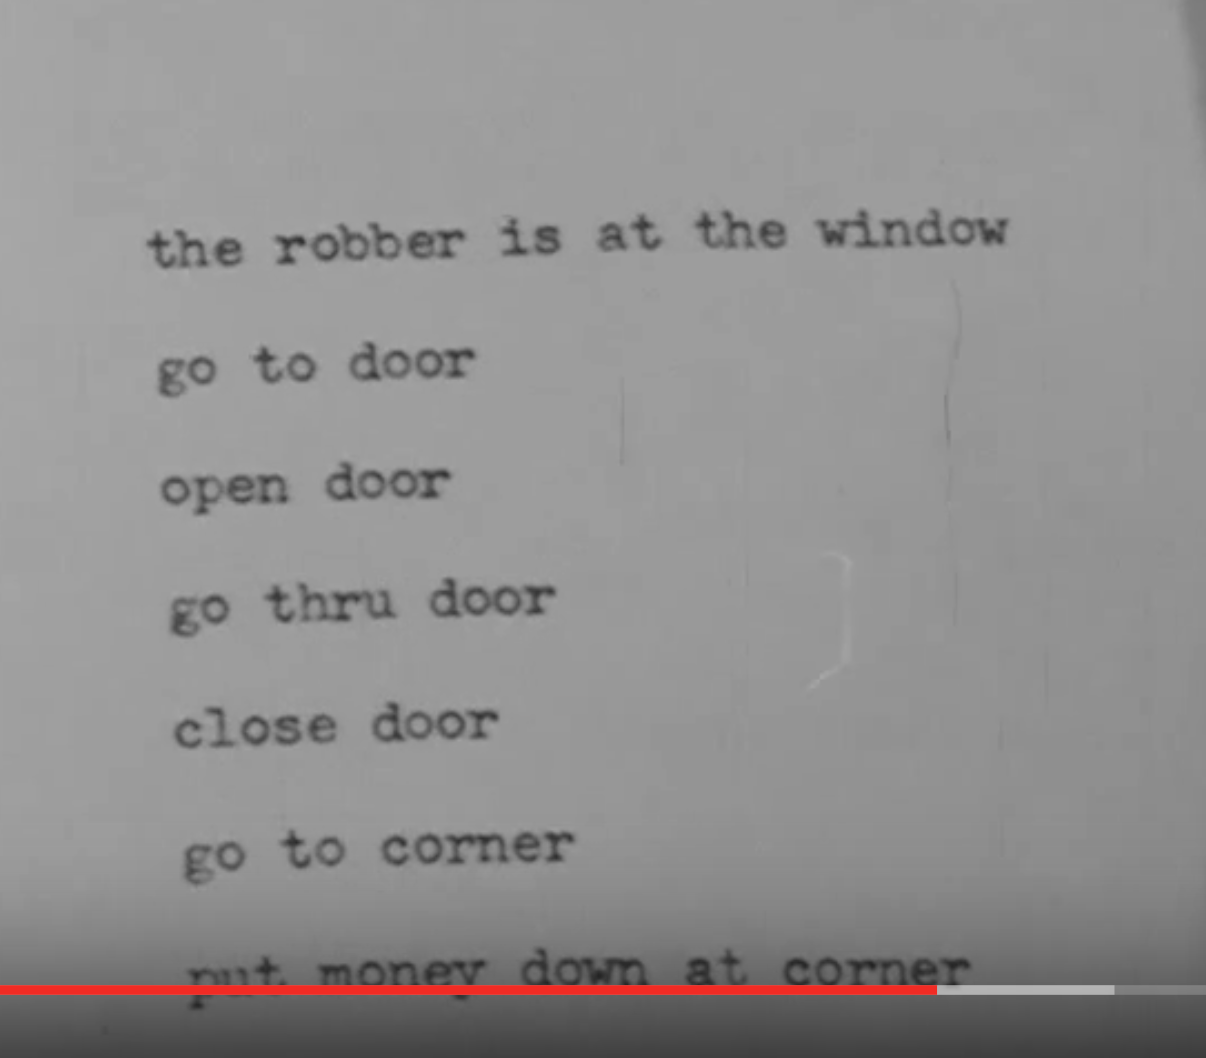 the robber is at the window
go to door
open door
go thru door
close door
go to corner
put money down at corner